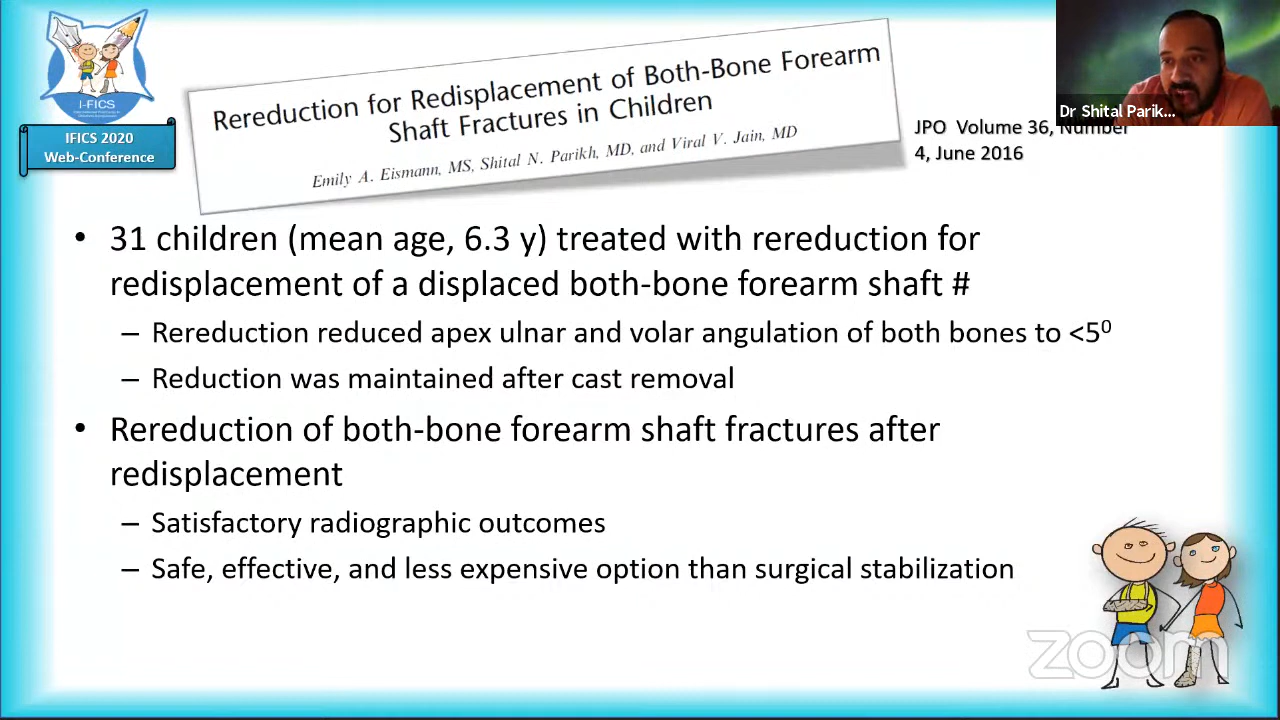 I-FICS
IFICS 2020
Web-Conference
Rereduction for Redisplacement of Both-Bone Forearm
Shaft Fractures in Children
Emily A. Eismann, MS, Shital N. Parikh, MD, and Viral V. Jain, MD
Dr Shital Parik...
JPO Volume 36, Number
4, June 2016
• 31 children (mean age, 6.3 y) treated with rereduction for
redisplacement of a displaced both-bone forearm shaft #
– Rereduction reduced apex ulnar and volar angulation of both bones to <5⁰
– Reduction was maintained after cast removal
• Rereduction of both-bone forearm shaft fractures after
redisplacement
– Satisfactory radiographic outcomes
– Safe, effective, and less expensive option than surgical stabilization
zoom